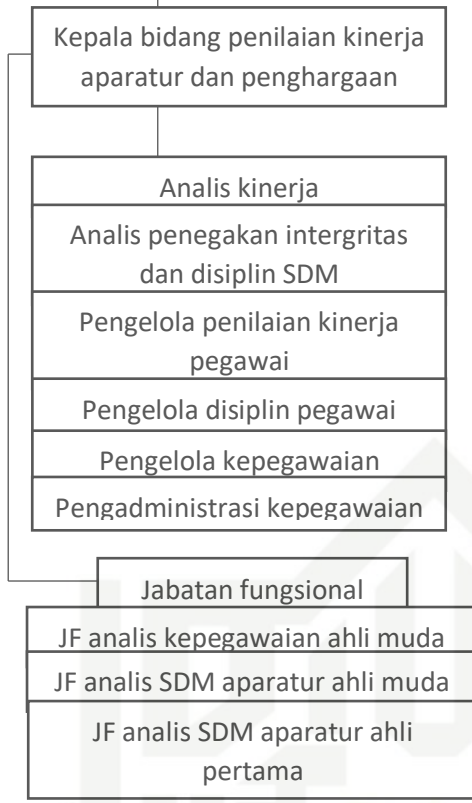 Kepala bidang penilaian kinerja
aparatur dan penghargaan
Analis kinerja
Analis penegakan intergritas
dan disiplin SDM
Pengelola penilaian kinerja
pegawai
Pengelola disiplin pegawai
Pengelola kepegawaian
Pengadministrasi kepegawaian
Jabatan fungsional
JF analis kepegawaian ahli muda
JF analis SDM aparatur ahli muda
JF analis SDM aparatur ahli
pertama